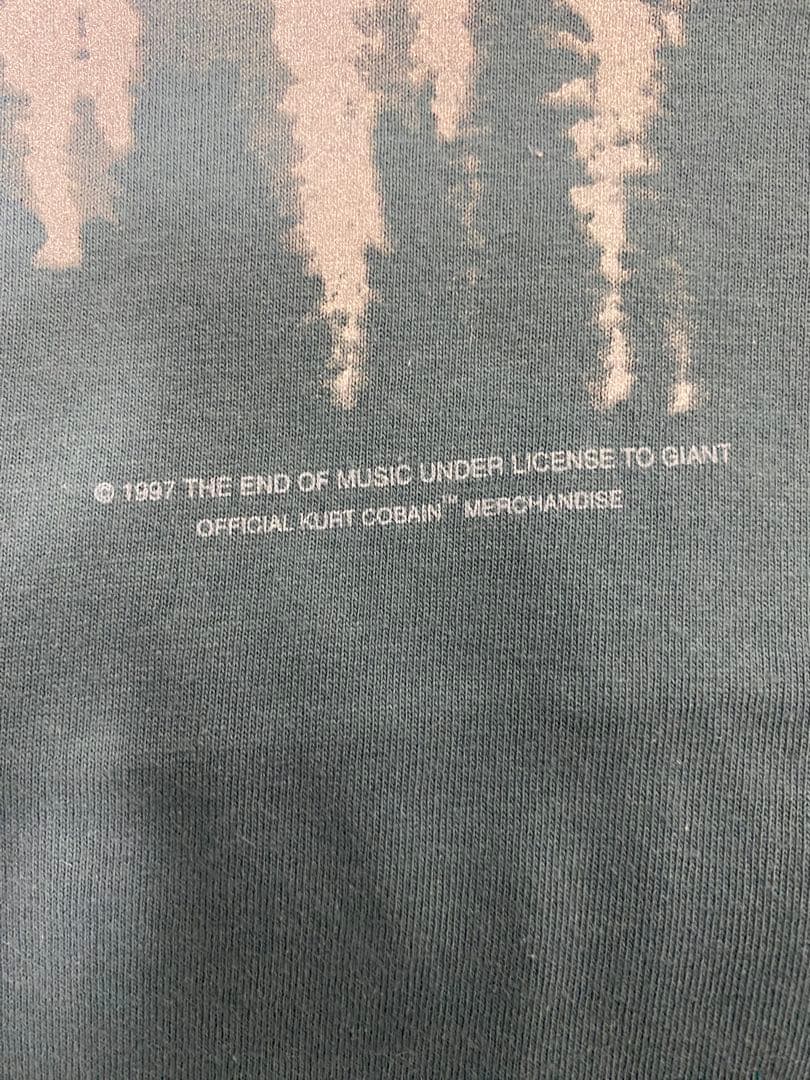 © 1997 THE END OF MUSIC UNDER LICENSE TO GIANT
OFFICIAL KURT COBAIN™ MERCHANDISE